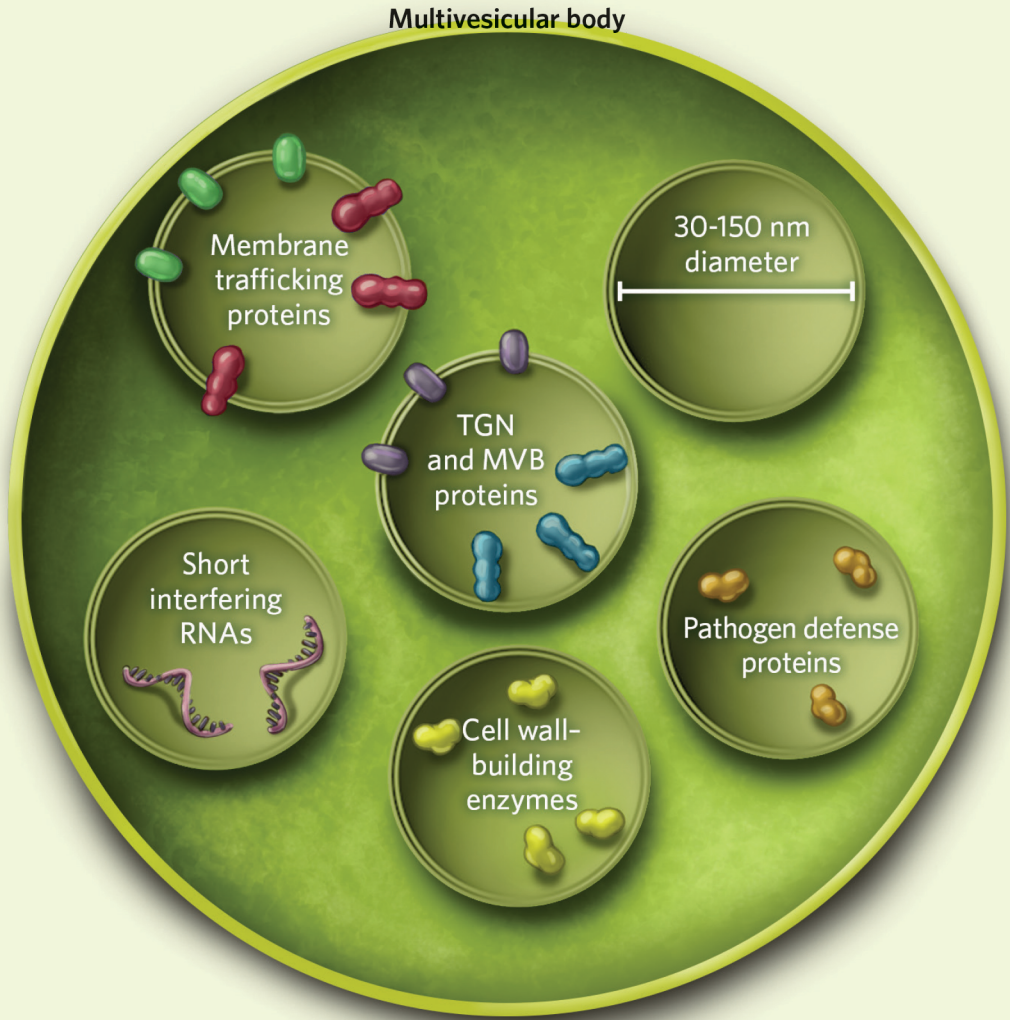 Multivesicular body
Membrane
trafficking
proteins
30-150 nm
diameter
TGN
and MVB
proteins
Short
interfering
RNAs
Pathogen defense
proteins
Cell wall–
building
enzymes